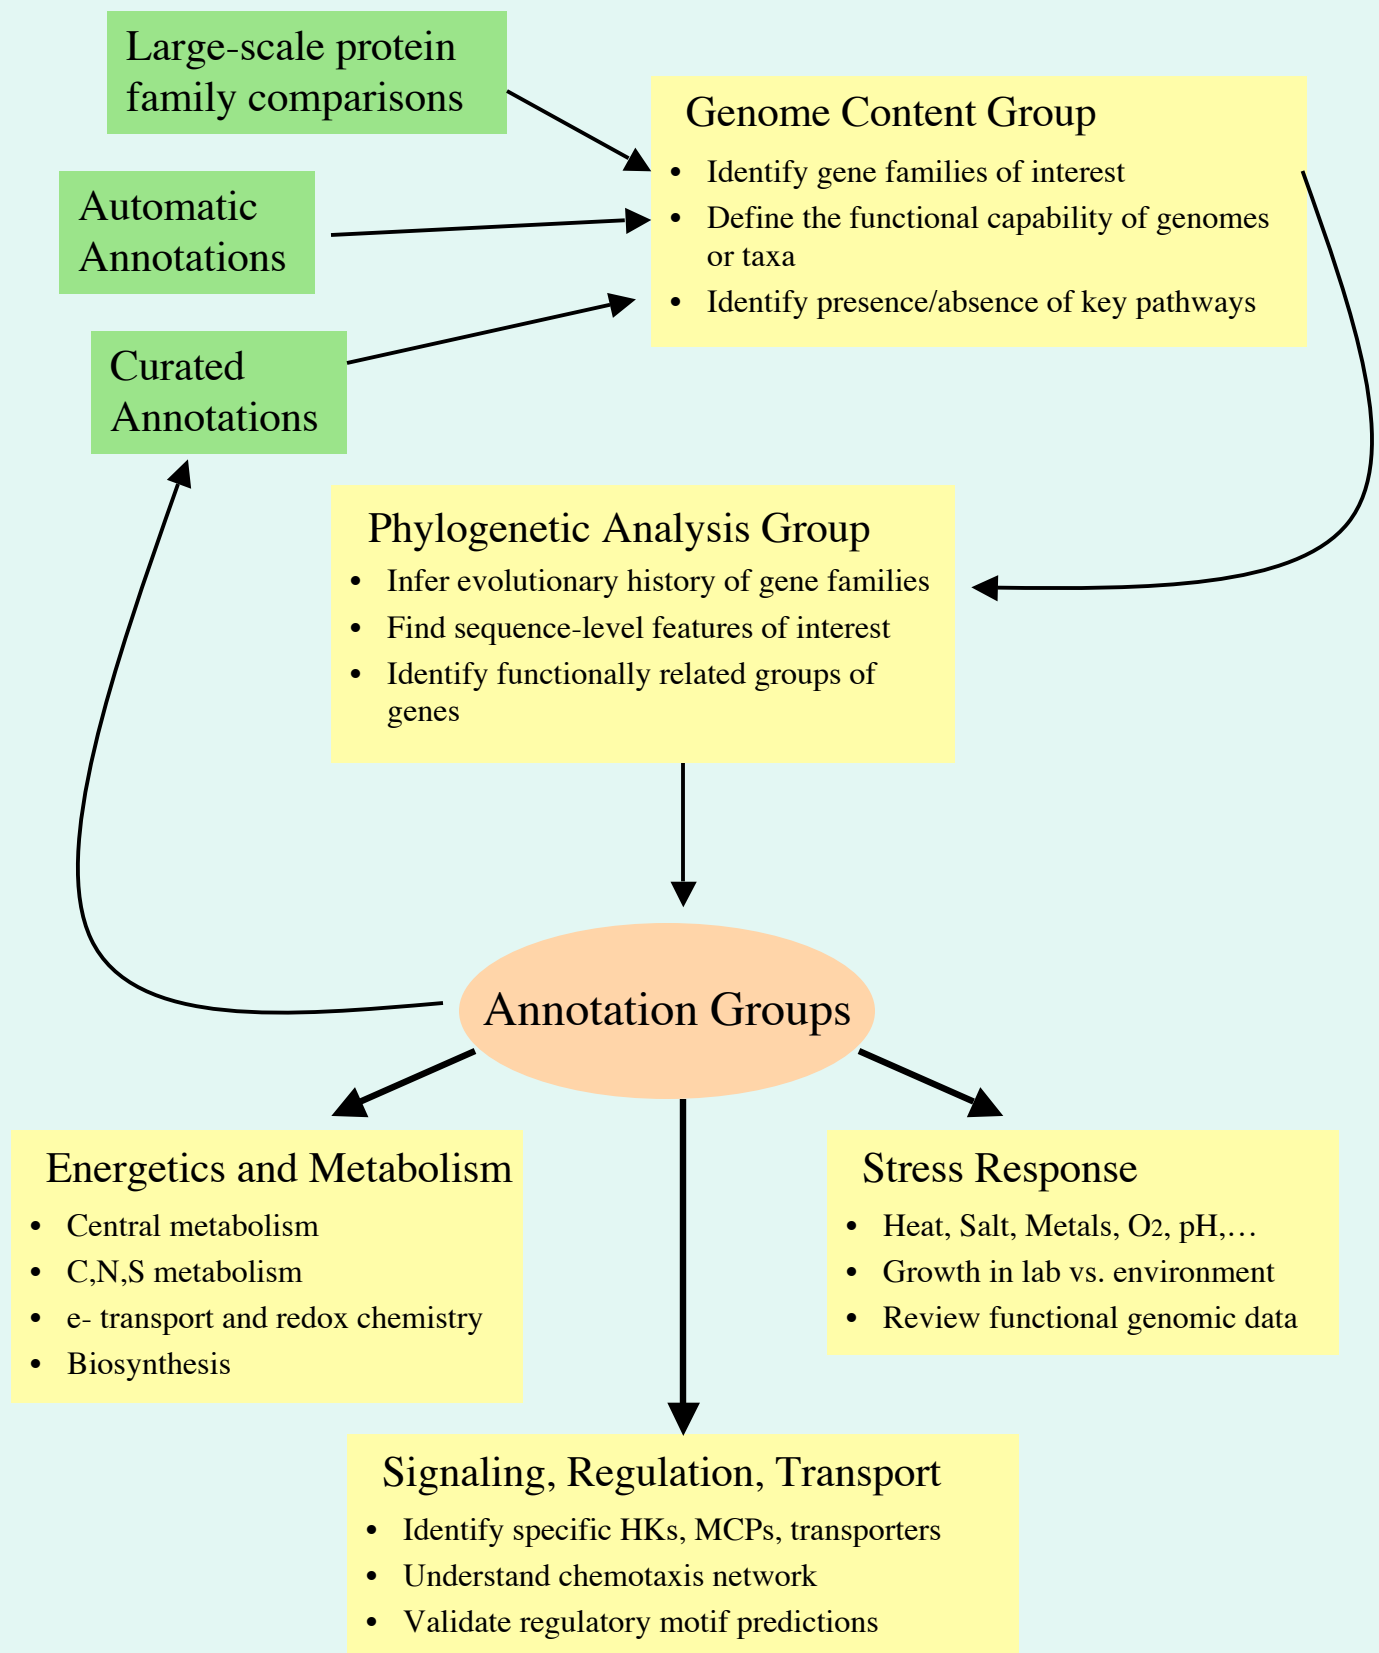 Large-scale protein
family comparisons
Genome Content Group
• Identify gene families of interest
• Define the functional capability of genomes
or taxa
• Identify presence/absence of key pathways
Automatic
Annotations
Curated
Annotations
Phylogenetic Analysis Group
• Infer evolutionary history of gene families
• Find sequence-level features of interest
• Identify functionally related groups of
genes
Annotation Groups
Energetics and Metabolism
• Central metabolism
• C,N,S metabolism
• e- transport and redox chemistry
• Biosynthesis
Stress Response
• Heat, Salt, Metals, O2, pH,…
• Growth in lab vs. environment
• Review functional genomic data
Signaling, Regulation, Transport
• Identify specific HKs, MCPs, transporters
• Understand chemotaxis network
• Validate regulatory motif predictions